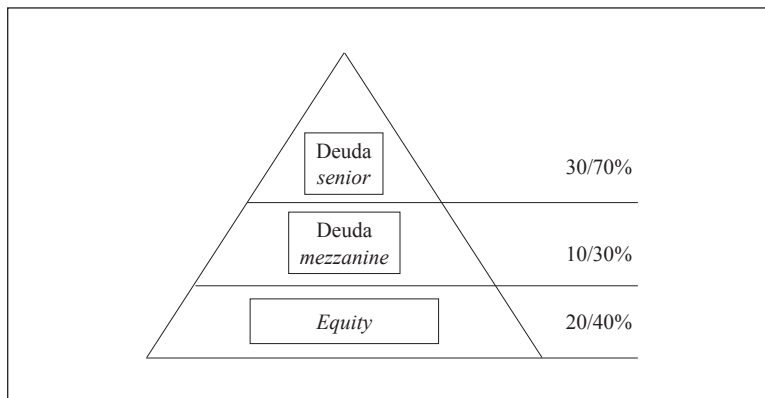 Deuda
senior
30/70%
Deuda
mezzanine
10/30%
Equity
20/40%